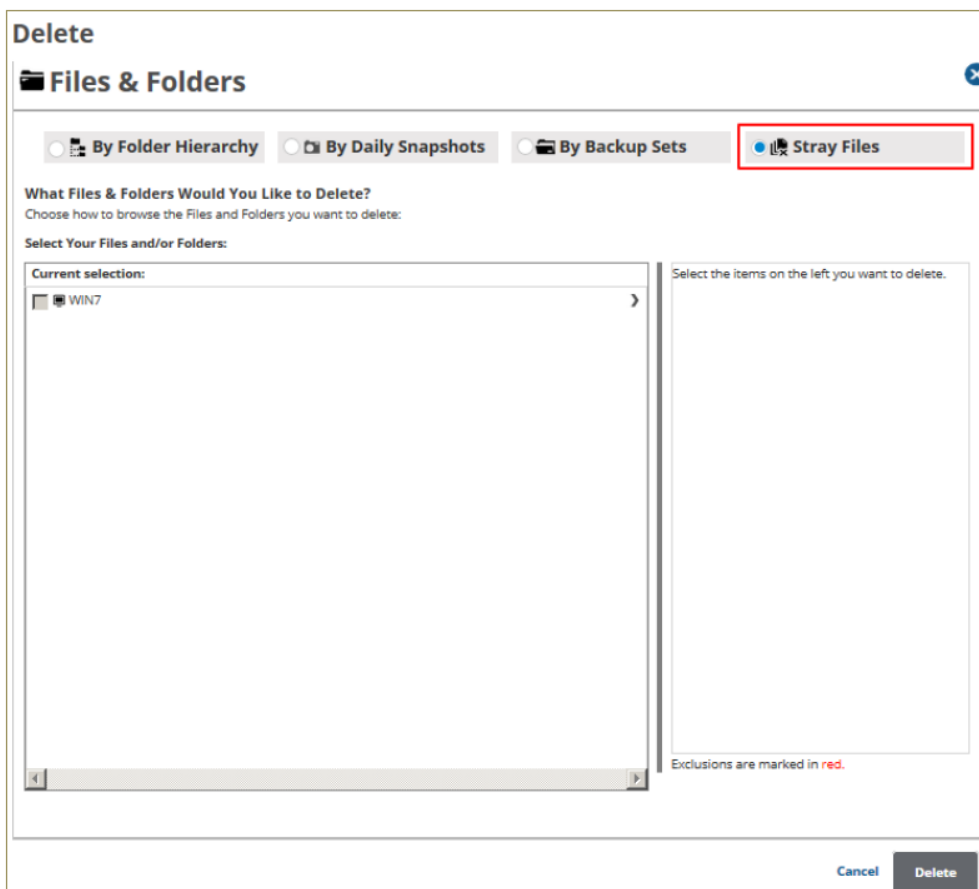 Delete
Files & Folders
By Folder Hierarchy
By Daily Snapshots
By Backup Sets
Stray Files
What Files & Folders Would You Like to Delete?
Choose how to browse the Files and Folders you want to delete:
Select Your Files and/or Folders:
Current selection:
Select the items on the left you want to delete.
WIN7
Exclusions are marked in red.
Cancel
Delete